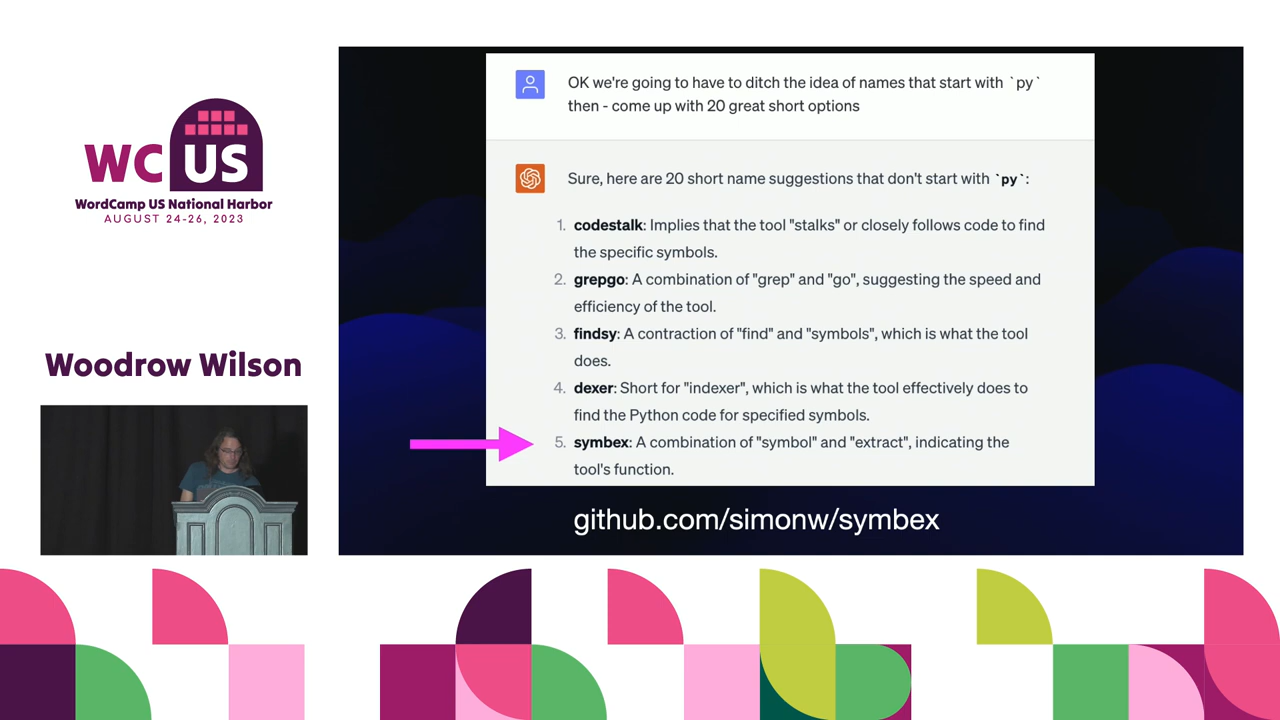 WC US
WordCamp US National Harbor
AUGUST 24-26, 2023
Woodrow Wilson
OK we're going to have to ditch the idea of names that start with `py`
then - come up with 20 great short options
Sure, here are 20 short name suggestions that don't start with `py`:
1. codestalk: Implies that the tool "stalks" or closely follows code to find
the specific symbols.
2. grepgo: A combination of "grep" and "go", suggesting the speed and
efficiency of the tool.
3. findsy: A contraction of "find" and "symbols", which is what the tool
does.
4. dexer: Short for "indexer", which is what the tool effectively does to
find the Python code for specified symbols.
5. symbex: A combination of "symbol" and "extract", indicating the
tool's function.
github.com/simonw/symbex